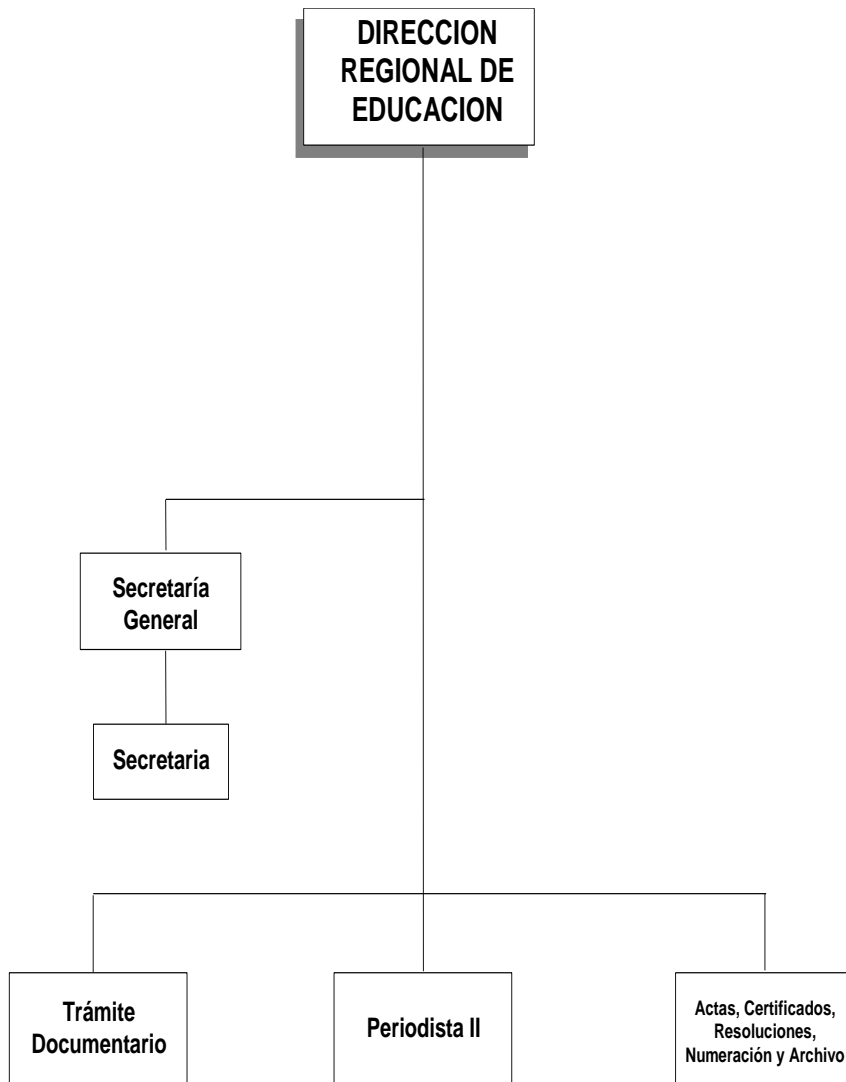 DIRECCION
REGIONAL DE
EDUCACION
Secretaría
General
Secretaria
Trámite
Documentario
Periodista II
Actas, Certificados,
Resoluciones,
Numeración y Archivo